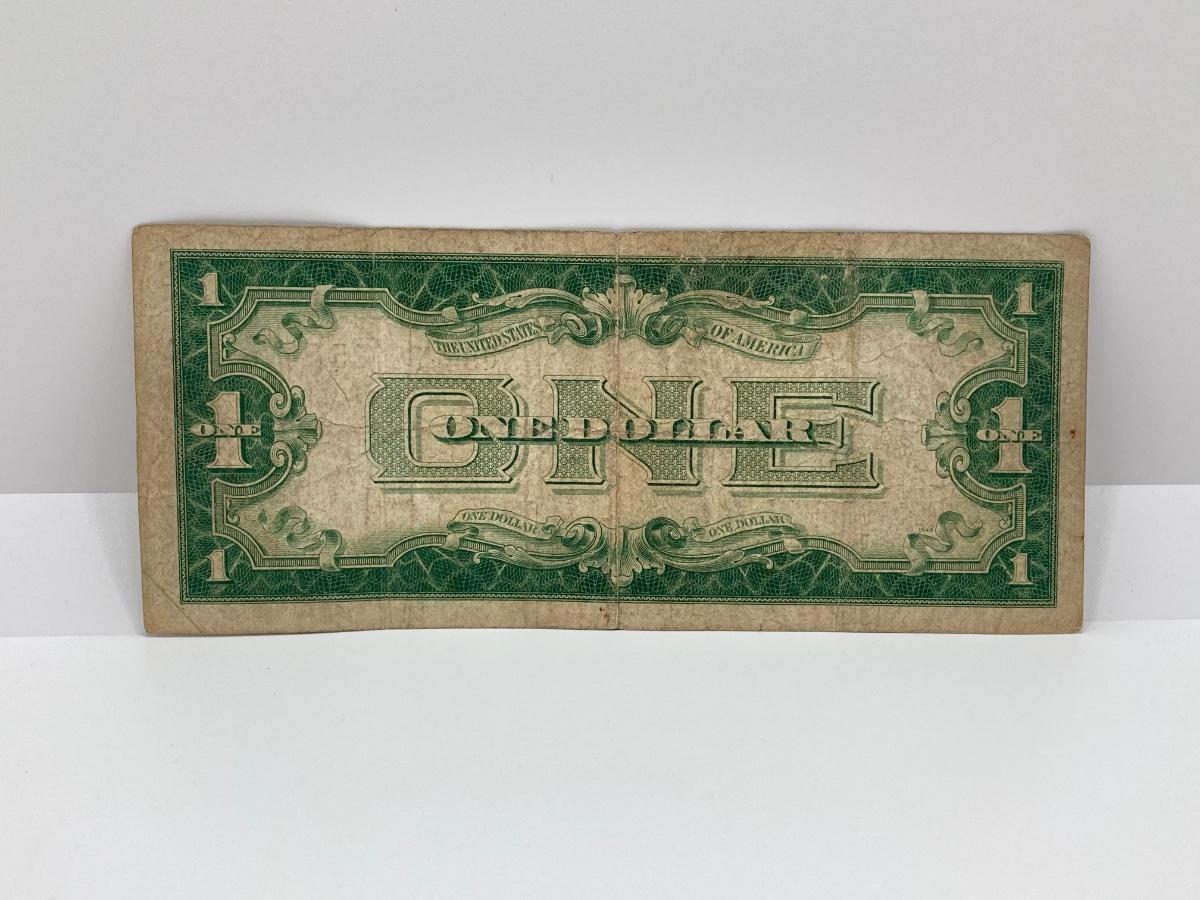 1 1
THE UNITED STATES OF AMERICA
1 1
ONE ONE
ONE
ONE DOLLAR
ONE DOLLAR ONE DOLLAR
1 1